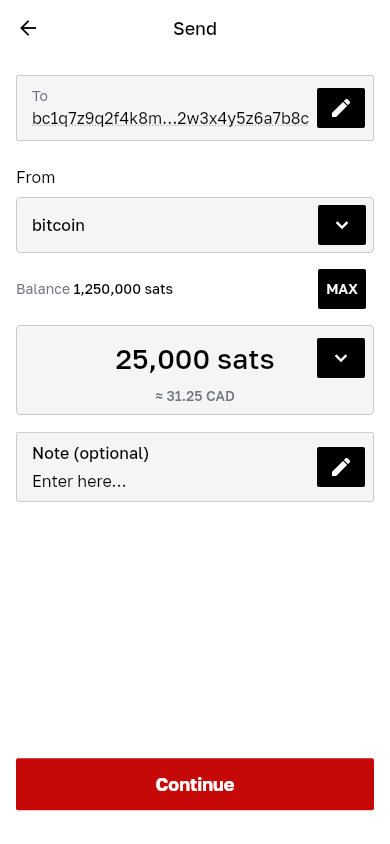 Send
To
bc1q7z9q2f4k8m...2w3x4y5z6a7b8c
From
bitcoin
Balance 1,250,000 sats
MAX
25,000 sats
≈ 31.25 CAD
Note (optional)
Enter here...
Continue